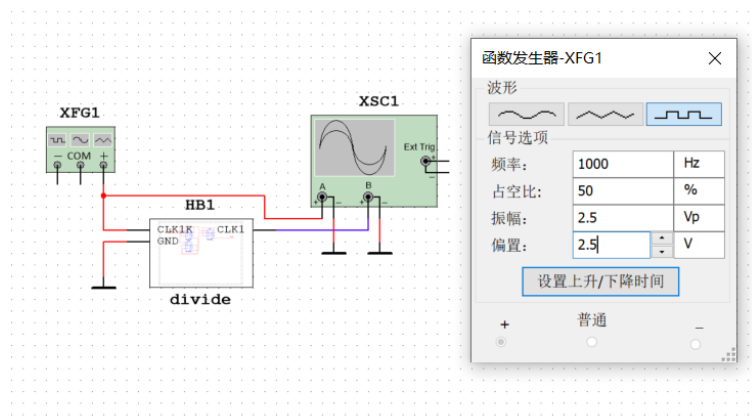 XFG1
COM
XSC1
Ext Trig
A
B
HB1
CLK1K
CLK1
GND
divide
函数发生器-XFG1
波形
信号选项
频率:
1000
Hz
占空比:
50
%
振幅:
2.5
Vp
偏置:
2.5
V
设置上升/下降时间
+
普通
−